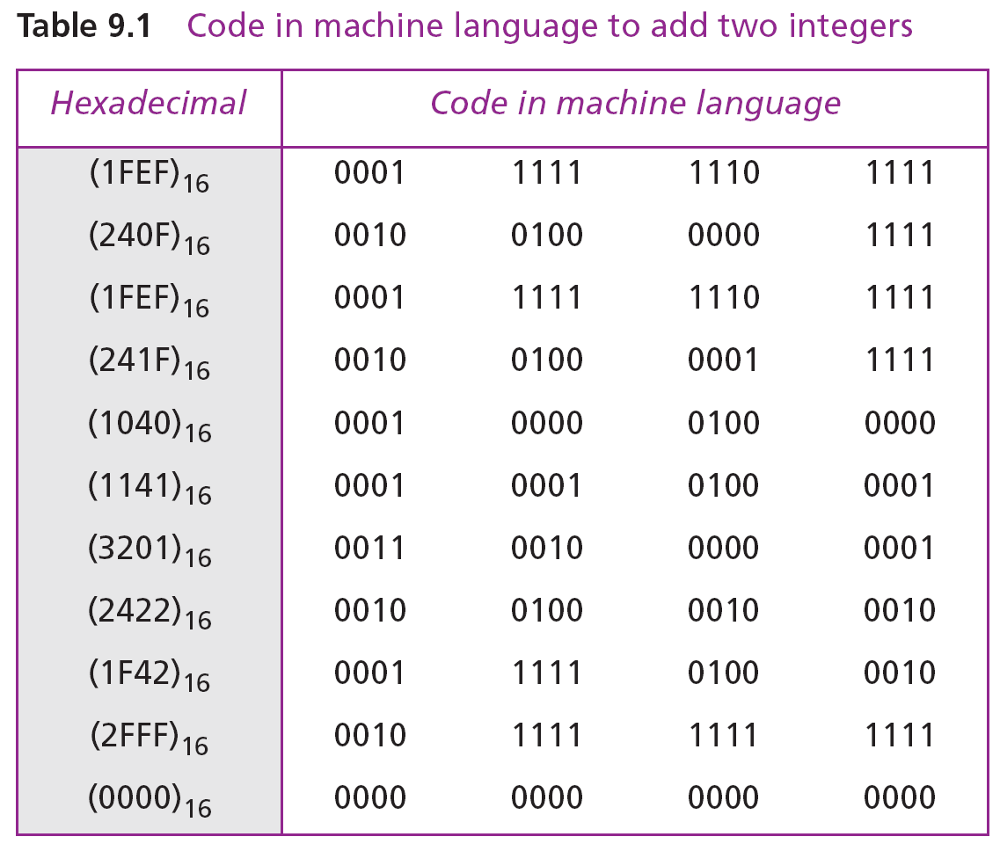 Table 9.1 Code in machine language to add two integers
Hexadecimal Code in machine language
(1FEF)16 0001 1111 1110 1111
(240F)16 0010 0100 0000 1111
(1FEF)16 0001 1111 1110 1111
(241F)16 0010 0100 0001 1111
(1040)16 0001 0000 0100 0000
(1141)16 0001 0001 0100 0001
(3201)16 0011 0010 0000 0001
(2422)16 0010 0100 0010 0010
(1F42)16 0001 1111 0100 0010
(2FFF)16 0010 1111 1111 1111
(0000)16 0000 0000 0000 0000